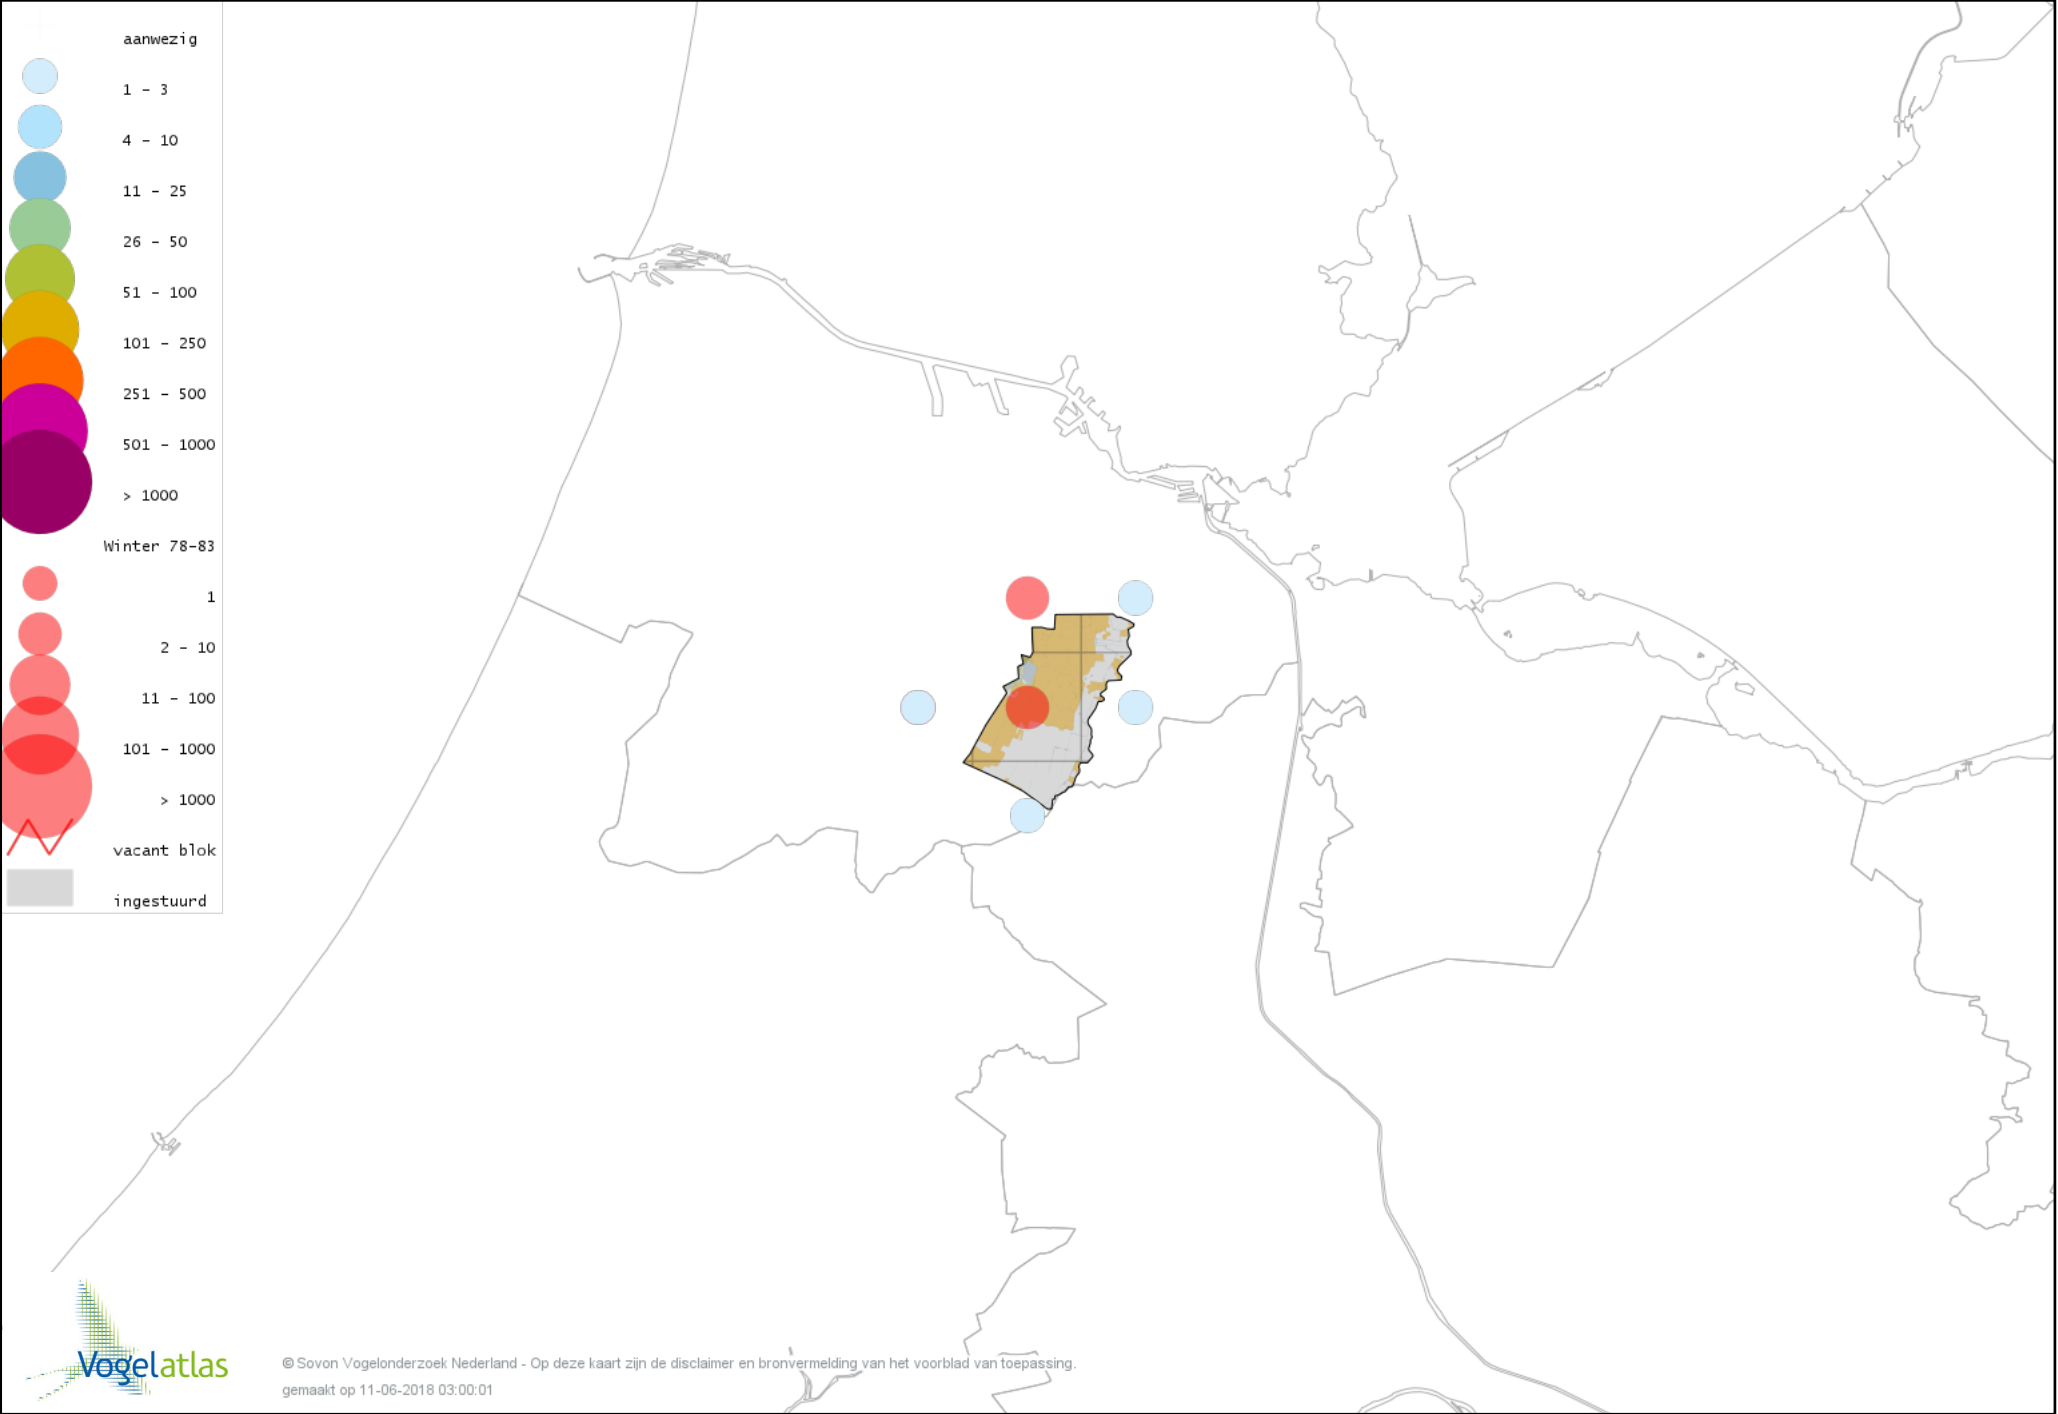 aanwezig
1 - 3
4 - 10
11 - 25
26 - 50
51 - 100
101 - 250
251 - 500
501 - 1000
> 1000
Winter 78-83
1
2 - 10
11 - 100
101 - 1000
> 1000
vacant blok
ingestuurd
Vogelatlas
© Sovon Vogelonderzoek Nederland - Op deze kaart zijn de disclaimer en bronvermelding van het voorblad van toepassing.
gemaakt op 11-06-2018 03:00:01